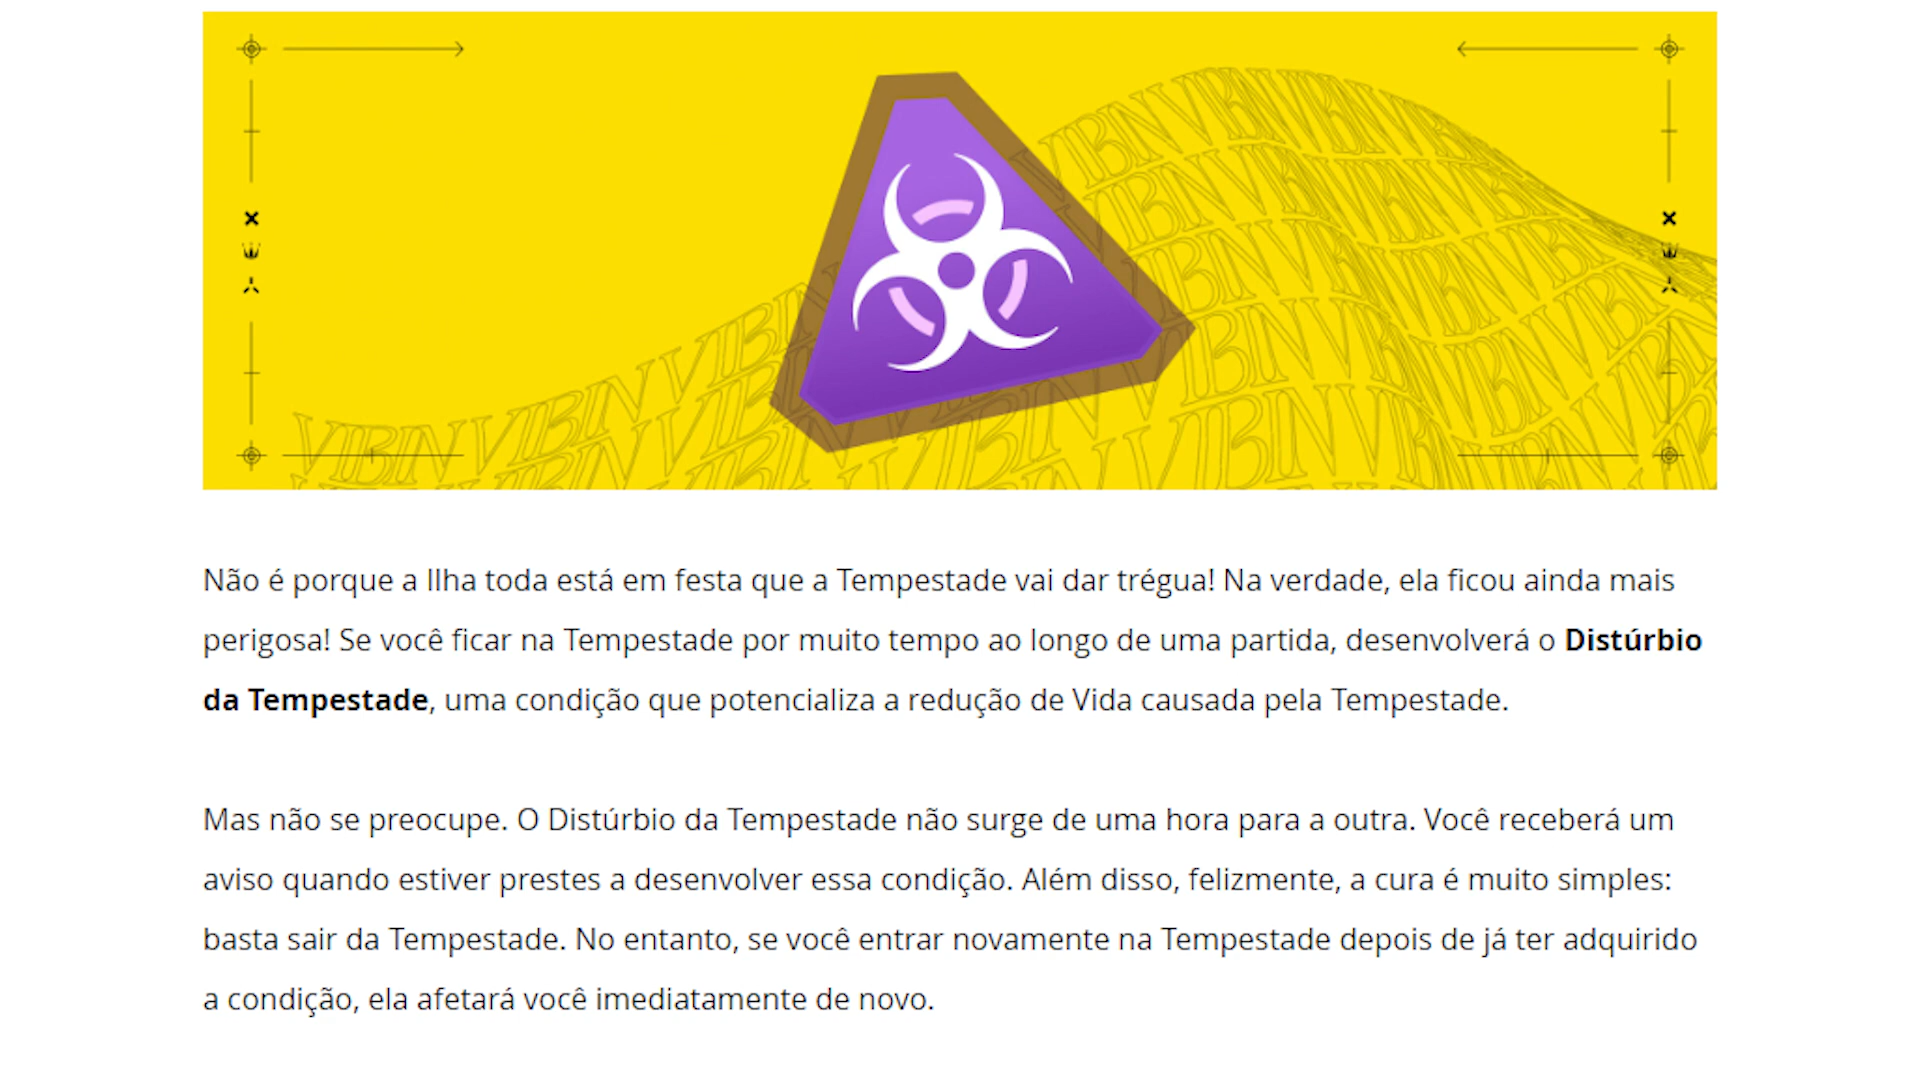 VIBIN VIBIN VIBIN VIBIN
Não é porque a Ilha toda está em festa que a Tempestade vai dar trégua! Na verdade, ela ficou ainda mais
perigosa! Se você ficar na Tempestade por muito tempo ao longo de uma partida, desenvolverá o Distúrbio
da Tempestade, uma condição que potencializa a redução de Vida causada pela Tempestade.
Mas não se preocupe. O Distúrbio da Tempestade não surge de uma hora para a outra. Você receberá um
aviso quando estiver prestes a desenvolver essa condição. Além disso, felizmente, a cura é muito simples:
basta sair da Tempestade. No entanto, se você entrar novamente na Tempestade depois de já ter adquirido
a condição, ela afetará você imediatamente de novo.